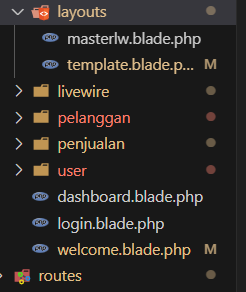 layouts
masterlw.blade.php
template.blade.p... M
livewire
pelanggan
penjualan
user
dashboard.blade.php
login.blade.php
welcome.blade.php M
routes